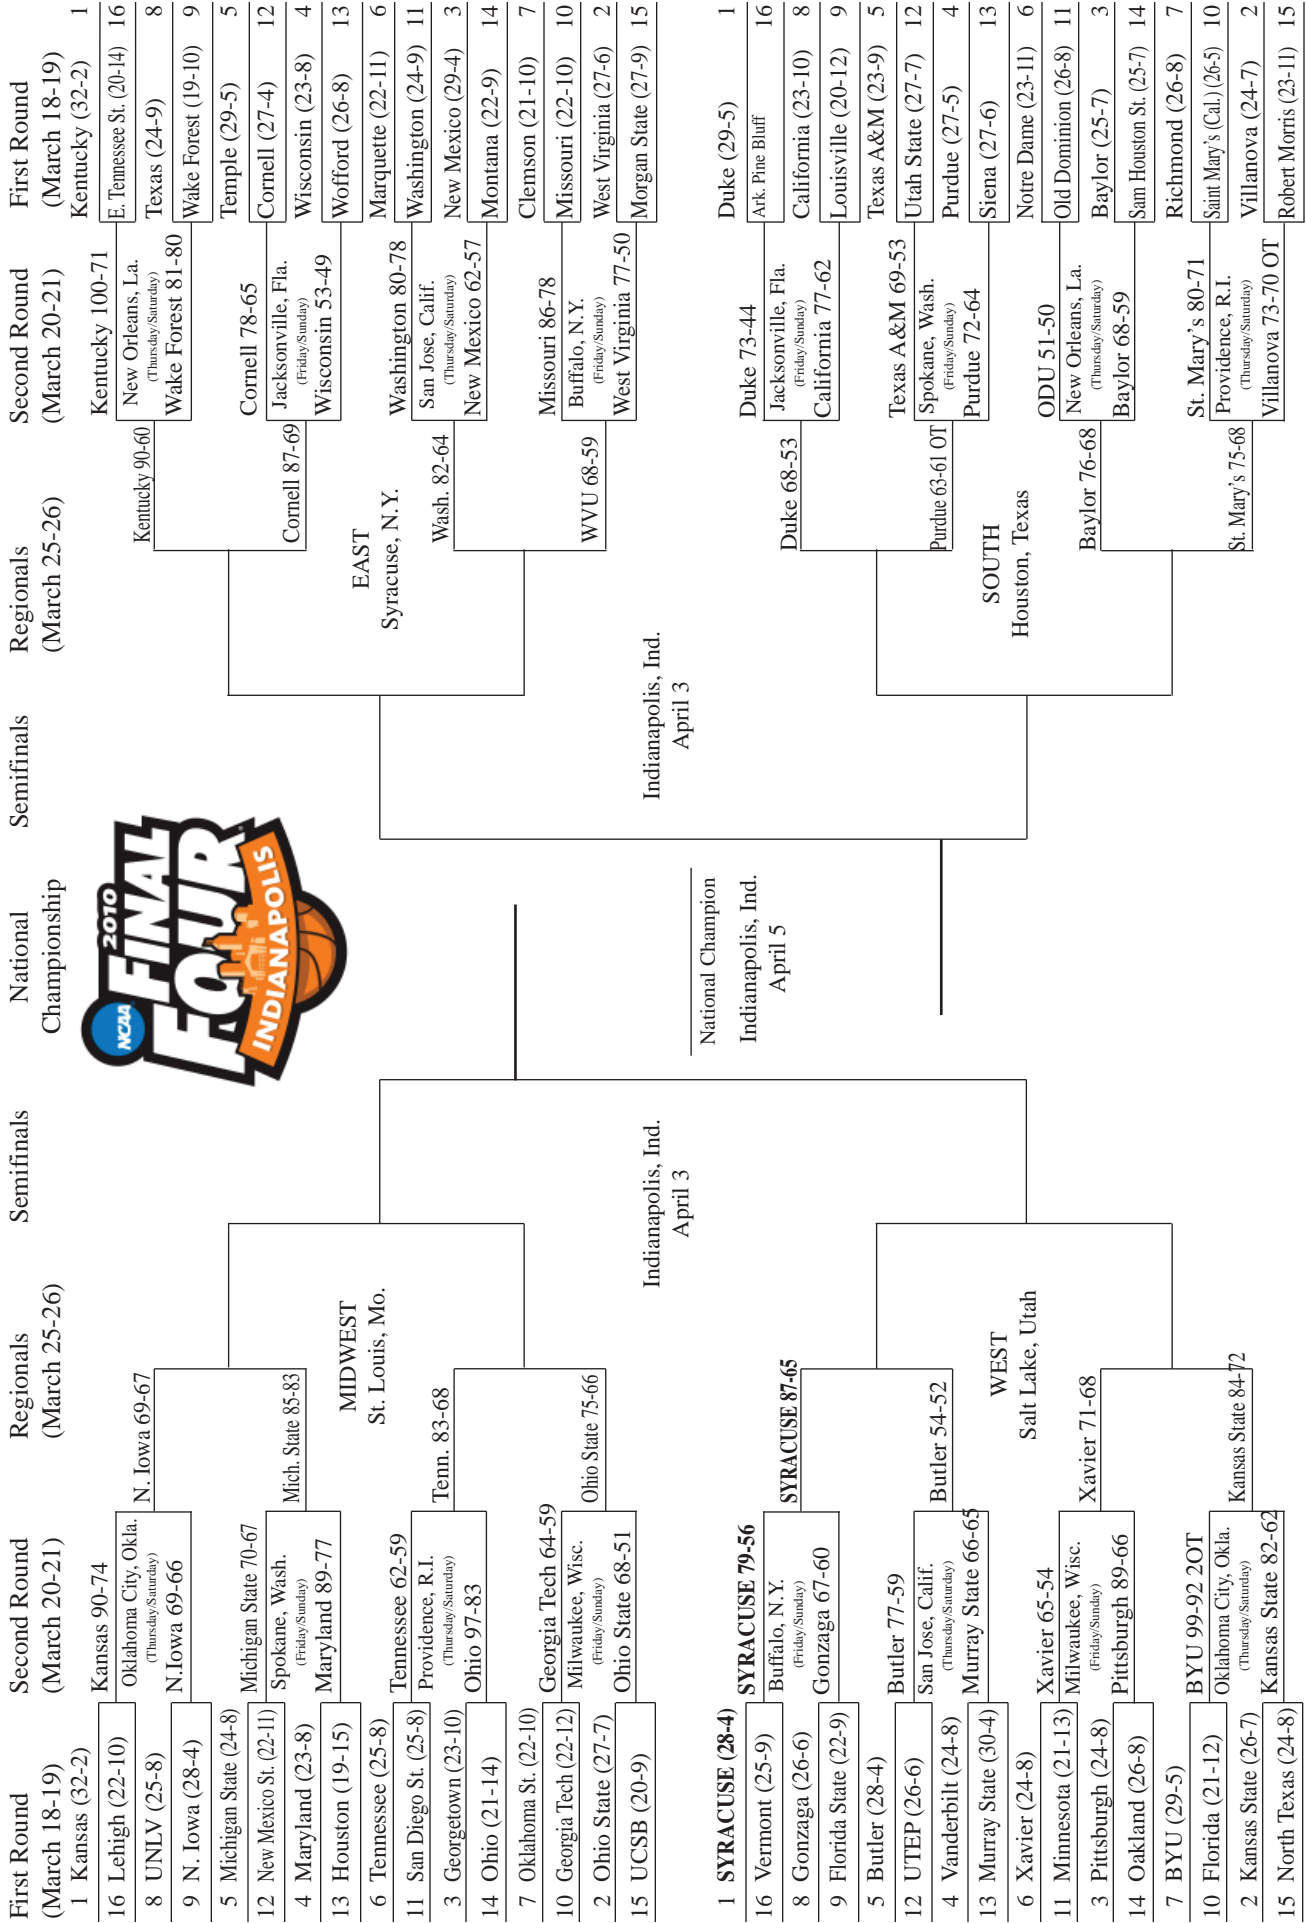 First Round
(March 18-19)
Second Round
(March 20-21)
Regionals
(March 25-26)
Semifinals
National
Championship
Semifinals
Regionals
(March 25-26)
Second Round
(March 20-21)
First Round
(March 18-19)
1 Kansas (32-2)
16 Lehigh (22-10)
8 UNLV (25-8)
9 N. Iowa (28-4)
5 Michigan State (24-8)
12 New Mexico St. (22-11)
4 Maryland (23-8)
13 Houston (19-15)
6 Tennessee (25-8)
11 San Diego St. (25-8)
3 Georgetown (23-10)
14 Ohio (21-14)
7 Oklahoma St. (22-10)
10 Georgia Tech (22-12)
2 Ohio State (27-7)
15 UCSB (20-9)
Kansas 90-74
Oklahoma City, Okla.
(Thursday/Saturday)
N.Iowa 69-66
Michigan State 70-67
Spokane, Wash.
(Friday/Sunday)
Maryland 89-77
Tennessee 62-59
Providence, R.I.
(Thursday/Saturday)
Ohio 97-83
Georgia Tech 64-59
Milwaukee, Wisc.
(Friday/Sunday)
Ohio State 68-51
N. Iowa 69-67
Mich. State 85-83
MIDWEST
St. Louis, Mo.
Tenn. 83-68
Ohio State 75-66
Indianapolis, Ind.
April 3
1 SYRACUSE (28-4)
16 Vermont (25-9)
8 Gonzaga (26-6)
9 Florida State (22-9)
5 Butler (28-4)
12 UTEP (26-6)
4 Vanderbilt (24-8)
13 Murray State (30-4)
6 Xavier (24-8)
11 Minnesota (21-13)
3 Pittsburgh (24-8)
14 Oakland (26-8)
7 BYU (29-5)
10 Florida (21-12)
2 Kansas State (26-7)
15 North Texas (24-8)
SYRACUSE 79-56
Buffalo, N.Y.
(Friday/Sunday)
Gonzaga 67-60
Butler 77-59
San Jose, Calif.
(Thursday/Saturday)
Murray State 66-65
Xavier 65-54
Milwaukee, Wisc.
(Friday/Sunday)
Pittsburgh 89-66
BYU 99-92 2OT
Oklahoma City, Okla.
(Thursday/Saturday)
Kansas State 82-62
SYRACUSE 87-65
Butler 54-52
WEST
Salt Lake, Utah
Xavier 71-68
Kansas State 84-72
NCAA
2010
FINAL
FOUR
INDIANAPOLIS
National Champion
Indianapolis, Ind.
April 5
Indianapolis, Ind.
April 3
Kentucky 90-60
Cornell 87-69
EAST
Syracuse, N.Y.
Wash. 82-64
WVU 68-59
Kentucky 100-71
New Orleans, La.
(Thursday/Saturday)
Wake Forest 81-80
Cornell 78-65
Jacksonville, Fla.
(Friday/Sunday)
Wisconsin 53-49
Washington 80-78
San Jose, Calif.
(Thursday/Saturday)
New Mexico 62-57
Missouri 86-78
Buffalo, N.Y.
(Friday/Sunday)
West Virginia 77-50
Kentucky (32-2) 1
E. Tennessee St. (20-14) 16
Texas (24-9) 8
Wake Forest (19-10) 9
Temple (29-5) 5
Cornell (27-4) 12
Wisconsin (23-8) 4
Wofford (26-8) 13
Marquette (22-11) 6
Washington (24-9) 11
New Mexico (29-4) 3
Montana (22-9) 14
Clemson (21-10) 7
Missouri (22-10) 10
West Virginia (27-6) 2
Morgan State (27-9) 15
Duke 68-53
Purdue 63-61 OT
SOUTH
Houston, Texas
Baylor 76-68
St. Mary's 75-68
Duke 73-44
Jacksonville, Fla.
(Friday/Sunday)
California 77-62
Texas A&M 69-53
Spokane, Wash.
(Friday/Sunday)
Purdue 72-64
ODU 51-50
New Orleans, La.
(Thursday/Saturday)
Baylor 68-59
St. Mary's 80-71
Providence, R.I.
(Thursday/Saturday)
Villanova 73-70 OT
Duke (29-5) 1
Ark. Pine Bluff 16
California (23-10) 8
Louisville (20-12) 9
Texas A&M (23-9) 5
Utah State (27-7) 12
Purdue (27-5) 4
Siena (27-6) 13
Notre Dame (23-11) 6
Old Dominion (26-8) 11
Baylor (25-7) 3
Sam Houston St. (25-7) 14
Richmond (26-8) 7
Saint Mary's (Cal.) (26-5) 10
Villanova (24-7) 2
Robert Morris (23-11) 15